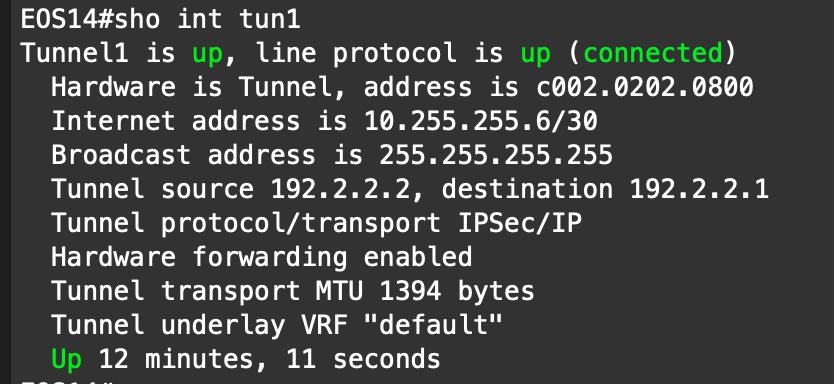 EOS14#sho int tun1
Tunnel1 is up, line protocol is up (connected)
Hardware is Tunnel, address is c002.0202.0800
Internet address is 10.255.255.6/30
Broadcast address is 255.255.255.255
Tunnel source 192.2.2.2, destination 192.2.2.1
Tunnel protocol/transport IPSec/IP
Hardware forwarding enabled
Tunnel transport MTU 1394 bytes
Tunnel underlay VRF "default"
Up 12 minutes, 11 seconds